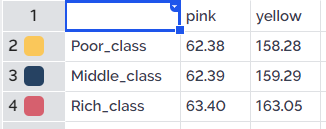 1 pink yellow
2 Poor_class 62.38 158.28
3 Middle_class 62.39 159.29
4 Rich_class 63.40 163.05